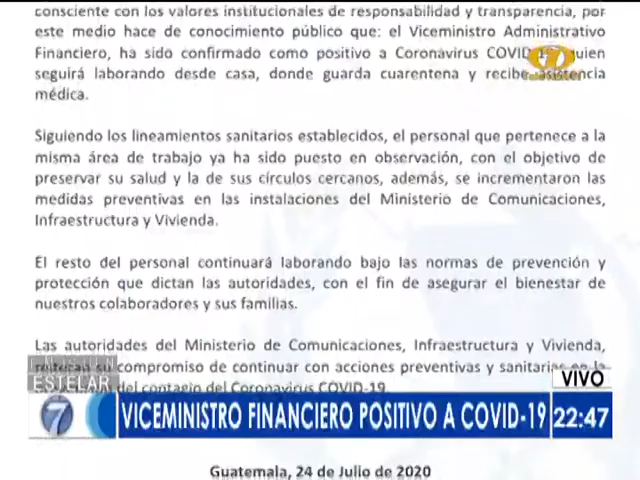 consciente con los valores institucionales de responsabilidad y transparencia, por
este medio hace de conocimiento público que: el Viceministro Administrativo
Financiero, ha sido confirmado como positivo a Coronavirus COVID
seguirá laborando desde casa, donde guarda cuarentena y recibe asistencia
médica.
Siguiendo los lineamientos sanitarios establecidos, el personal que pertenece a la
misma área de trabajo ya ha sido puesto en observación, con el objetivo de
preservar su salud y la de sus círculos cercanos, además, se incrementaron las
medidas preventivas en las instalaciones del Ministerio de Comunicaciones,
Infraestructura y Vivienda.
El resto del personal continuará laborando bajo las normas de prevención y
protección que dictan las autoridades, con el fin de asegurar el bienestar de
nuestros colaboradores y sus familias.
Las autoridades del Ministerio de Comunicaciones, Infraestructura y Vivienda,
su compromiso de continuar con acciones preventivas y sanitarias en la
del contagio del Coronavirus COVID-19
EMISIÓN
ESTELAR
VIVO
7 VICEMINISTRO FINANCIERO POSITIVO A COVID-19 22:47
Guatemala, 24 de Julio de 2020